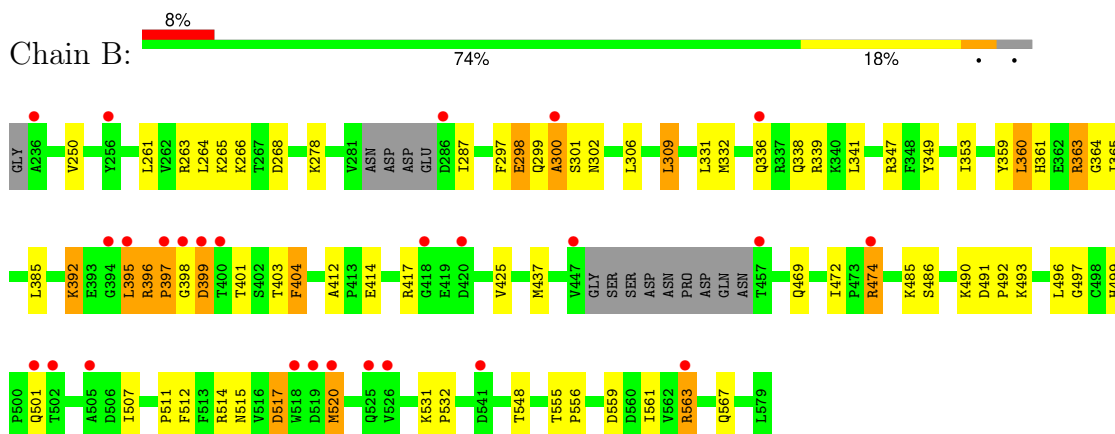 8%
Chain B:
74% 18% • •
GLY A236 V250 Y256 L261 V262 R263 L264 K265 K266 T267 D268 K278 V281 ASN ASP ASP GLU D286 I287 F297 E298 Q299 A300 S301 N302 L306 L309 L331 M332 Q336 R337 Q338 R339 K340 L341 R347 F348 Y349 I353 Y359 L360 H361 E362 R363 G364
L385 K392 E393 G394 L395 R396 P397 G398 D399 T400 T401 S402 T403 F404 A412 P413 E414 R417 G418 E419 D420 V425 M437 V447 GLY SER SER ASP ASN PRO ASP GLN ASN T457 Q469 I472 P473 R474 K485 S486 K490 D491 P492 K493 L496 G497 C498
P500 Q501 T502 A505 D506 I507 P511 F512 F513 R514 N515 V516 D517 W518 D519 M520 Q525 V526 K531 P532 D541 T548 T555 P556 D559 D560 I561 V562 R563 Q567 L579